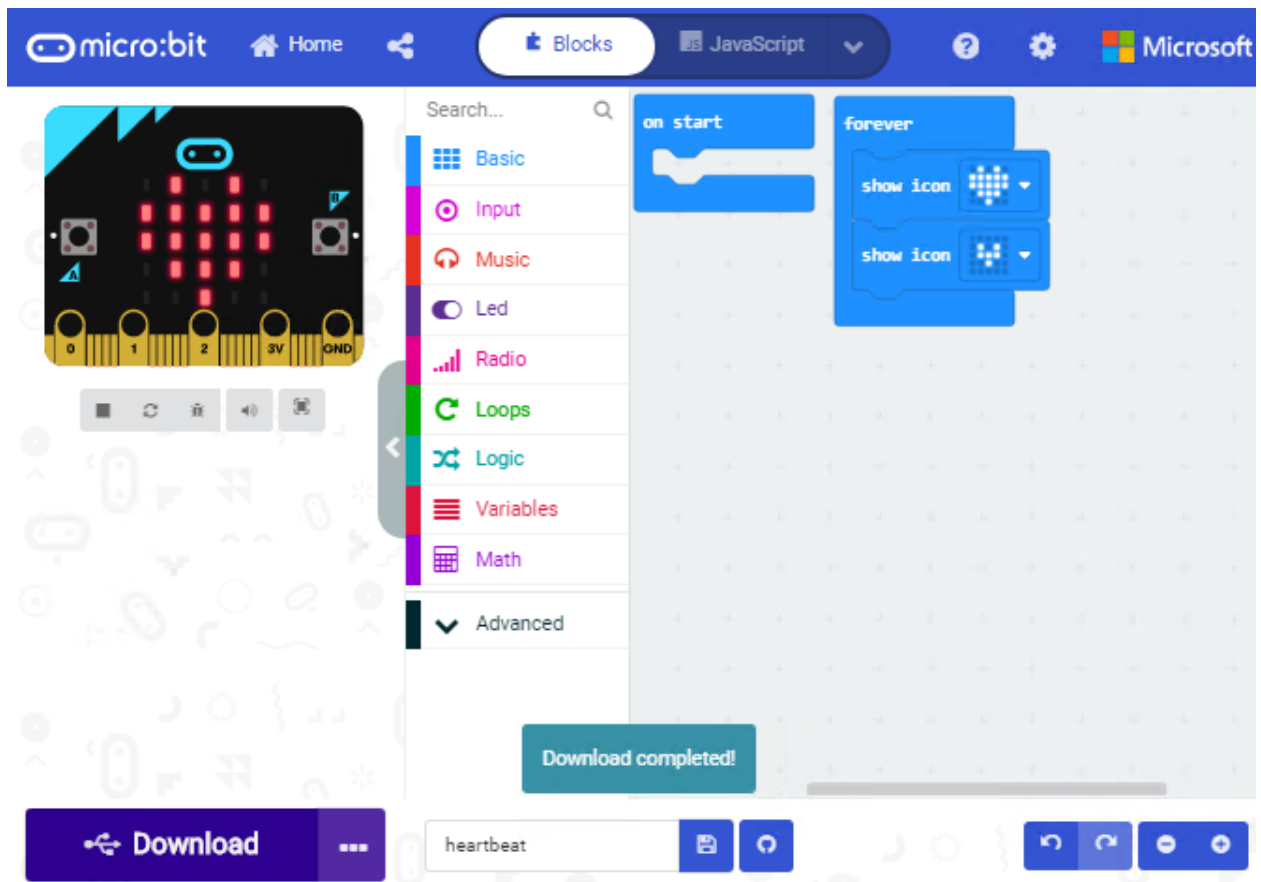 micro:bit Home Blocks JS JavaScript ? Microsoft
Search...
Basic
Input
Music
Led
Radio
Loops
Logic
Variables
Math
Advanced
B
A
0 1 2 3V GND
on start
forever
show icon
show icon
Download completed!
Download ...
heartbeat